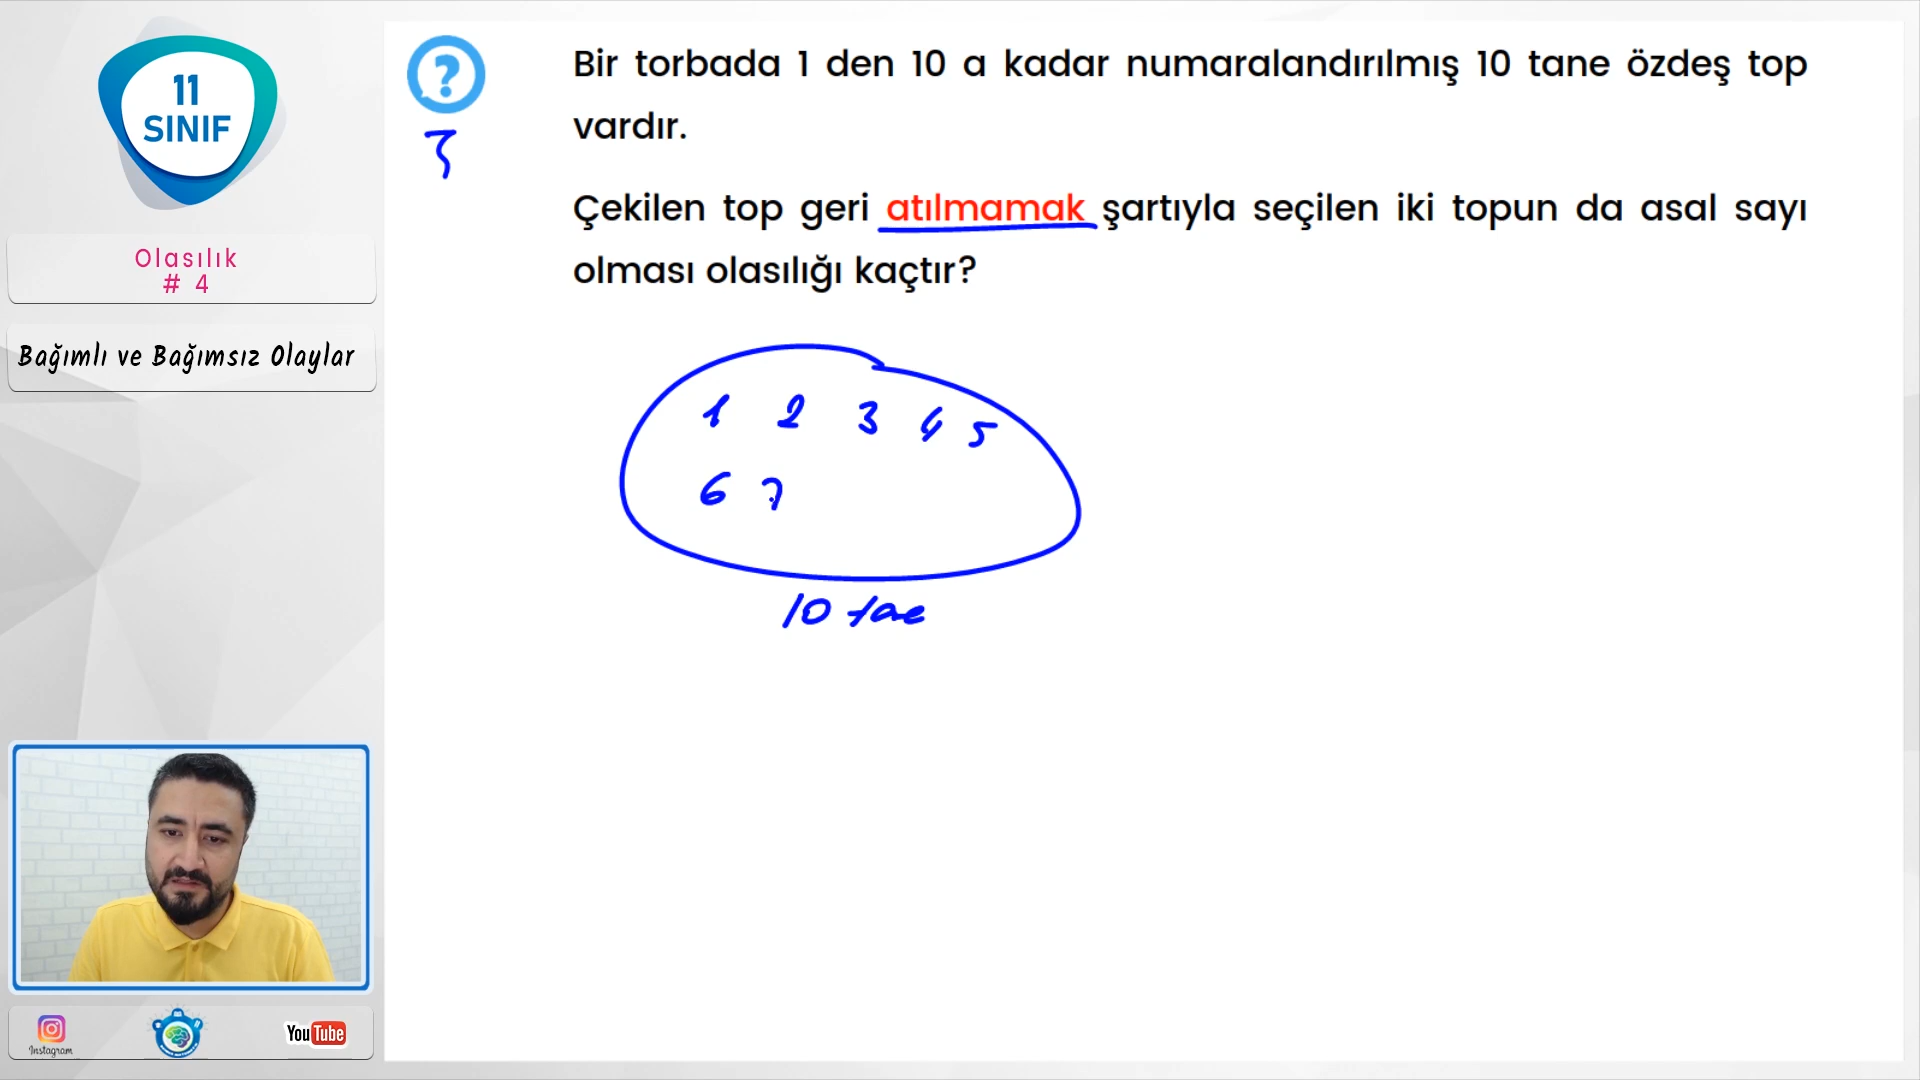 11
SINIF
Olasılık
# 4
Bağımlı ve Bağımsız Olaylar
Instagram
YouTube
?
Bir torbada 1 den 10 a kadar numaralandırılmış 10 tane özdeş top
vardır.
Çekilen top geri atılmamak şartıyla seçilen iki topun da asal sayı
olması olasılığı kaçtır?
1 2 3 4 5
6 7
10